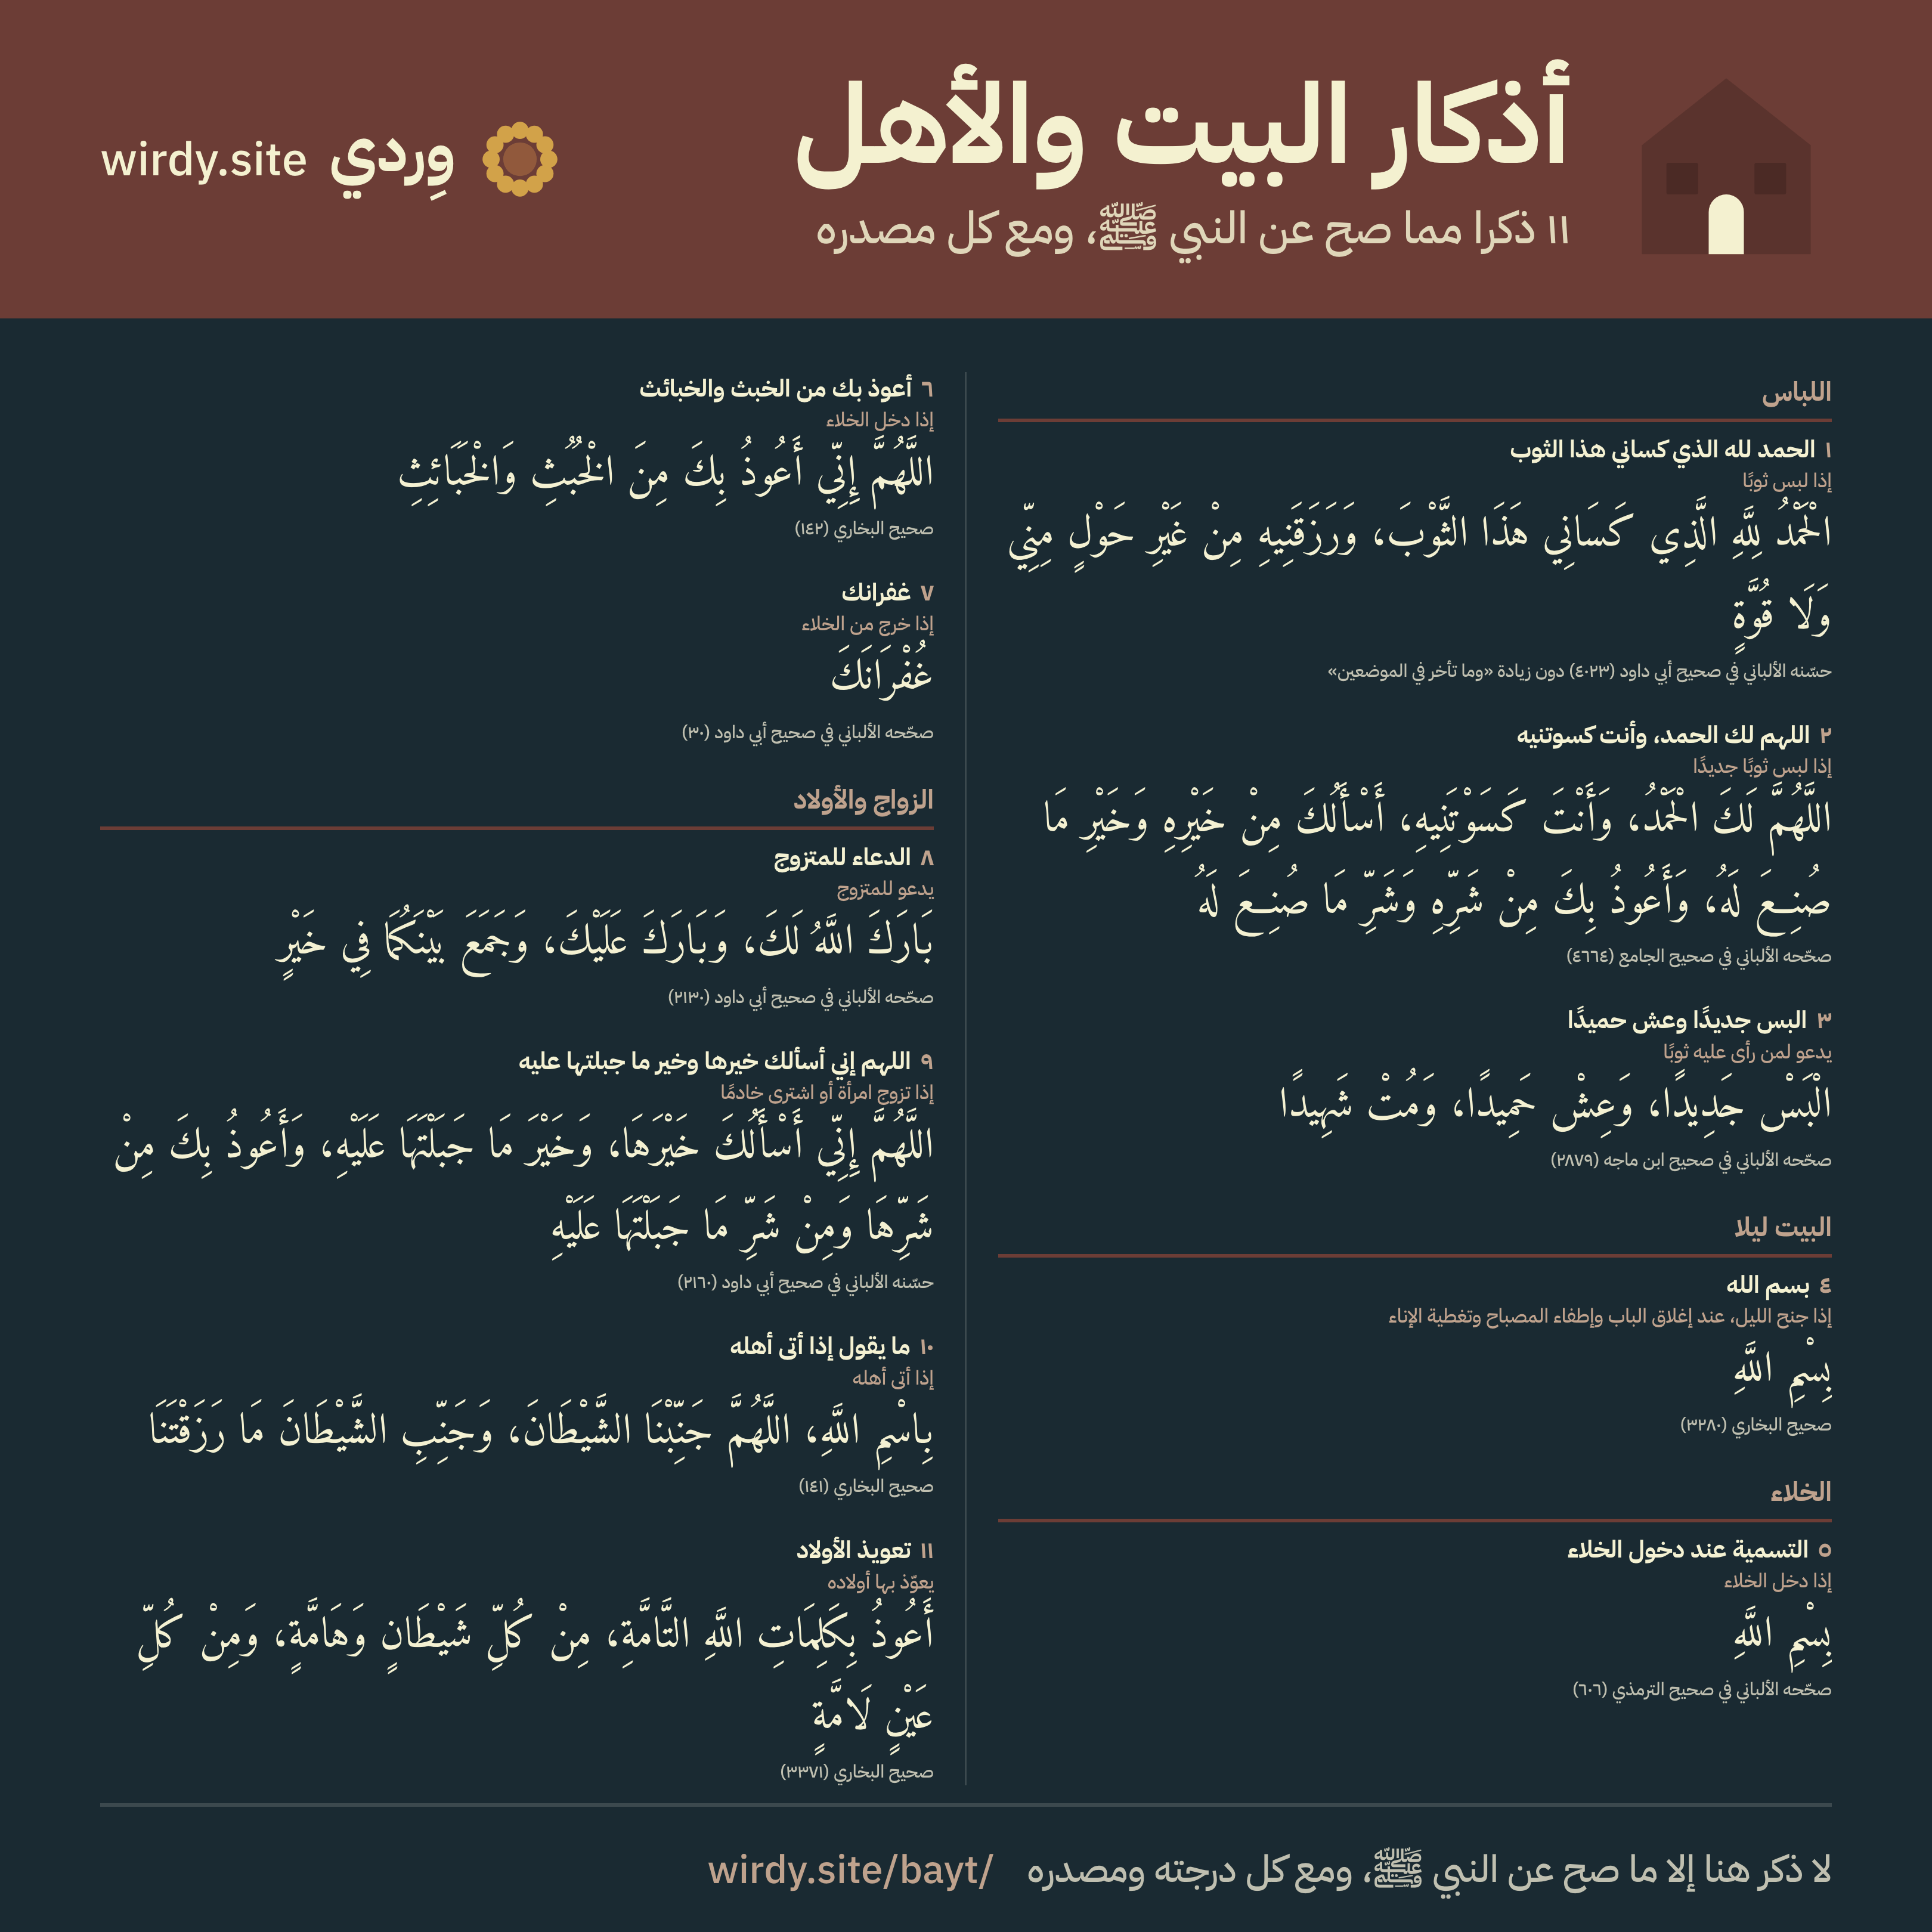 أذكار البيت والأهل
١١ ذكرا مما صح عن النبي ﷺ، ومع كل مصدره
وِردي wirdy.site
اللباس
١ الحمد لله الذي كساني هذا الثوب
إذا لبس ثوبًا
الْحَمْدُ لِلَّهِ الَّذِي كَسَانِي هَذَا الثَّوْبَ، وَرَزَقَنِيهِ مِنْ غَيْرِ حَوْلٍ مِنِّي
وَلَا قُوَّةٍ
حسّنه الألباني في صحيح أبي داود (٤٠٢٣) دون زيادة «وما تأخر في الموضعين»
٢ اللهم لك الحمد، وأنت كسوتنيه
إذا لبس ثوبًا جديدًا
اللَّهُمَّ لَكَ الْحَمْدُ، وَأَنْتَ كَسَوْتَنِيهِ، أَسْأَلُكَ مِنْ خَيْرِهِ وَخَيْرِ مَا
صُنِعَ لَهُ، وَأَعُوذُ بِكَ مِنْ شَرِّهِ وَشَرِّ مَا صُنِعَ لَهُ
صحّحه الألباني في صحيح الجامع (٤٦٦٤)
٣ البس جديدًا وعش حميدًا
يدعو لمن رأى عليه ثوبًا
الْبَسْ جَدِيدًا، وَعِشْ حَمِيدًا، وَمُتْ شَهِيدًا
صحّحه الألباني في صحيح ابن ماجه (٢٨٧٩)
البيت ليلا
٤ بسم الله
إذا جنح الليل، عند إغلاق الباب وإطفاء المصباح وتغطية الإناء
بِسْمِ اللَّهِ
صحيح البخاري (٣٢٨٠)
الخلاء
٥ التسمية عند دخول الخلاء
إذا دخل الخلاء
بِسْمِ اللَّهِ
صحّحه الألباني في صحيح الترمذي (٦٠٦)
٦ أعوذ بك من الخبث والخبائث
إذا دخل الخلاء
اللَّهُمَّ إِنِّي أَعُوذُ بِكَ مِنَ الْخُبُثِ وَالْخَبَائِثِ
صحيح البخاري (١٤٢)
٧ غفرانك
إذا خرج من الخلاء
غُفْرَانَكَ
صحّحه الألباني في صحيح أبي داود (٣٠)
الزواج والأولاد
٨ الدعاء للمتزوج
يدعو للمتزوج
بَارَكَ اللَّهُ لَكَ، وَبَارَكَ عَلَيْكَ، وَجَمَعَ بَيْنَكُمَا فِي خَيْرٍ
صحّحه الألباني في صحيح أبي داود (٢١٣٠)
٩ اللهم إني أسألك خيرها وخير ما جبلتها عليه
إذا تزوج امرأة أو اشترى خادمًا
اللَّهُمَّ إِنِّي أَسْأَلُكَ خَيْرَهَا، وَخَيْرَ مَا جَبَلْتَهَا عَلَيْهِ، وَأَعُوذُ بِكَ مِنْ
شَرِّهَا وَمِنْ شَرِّ مَا جَبَلْتَهَا عَلَيْهِ
حسّنه الألباني في صحيح أبي داود (٢١٦٠)
١٠ ما يقول إذا أتى أهله
إذا أتى أهله
بِاسْمِ اللَّهِ، اللَّهُمَّ جَنِّبْنَا الشَّيْطَانَ، وَجَنِّبِ الشَّيْطَانَ مَا رَزَقْتَنَا
صحيح البخاري (١٤١)
١١ تعويذ الأولاد
يعوّذ بها أولاده
أَعُوذُ بِكَلِمَاتِ اللَّهِ التَّامَّةِ، مِنْ كُلِّ شَيْطَانٍ وَهَامَّةٍ، وَمِنْ كُلِّ
عَيْنٍ لَامَّةٍ
صحيح البخاري (٣٣٧١)
لا ذكر هنا إلا ما صح عن النبي ﷺ، ومع كل درجته ومصدره wirdy.site/bayt/